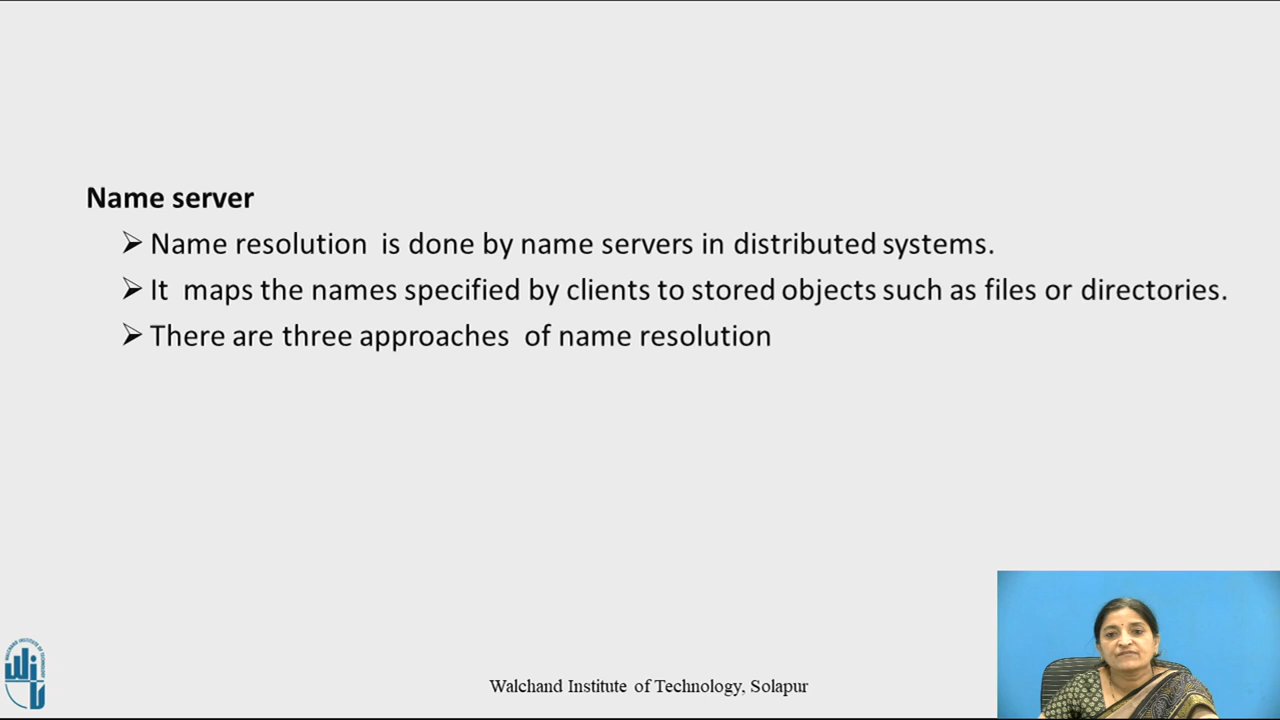 Name server
➢ Name resolution is done by name servers in distributed systems.
➢ It maps the names specified by clients to stored objects such as files or directories.
➢ There are three approaches of name resolution
Walchand Institute of Technology, Solapur